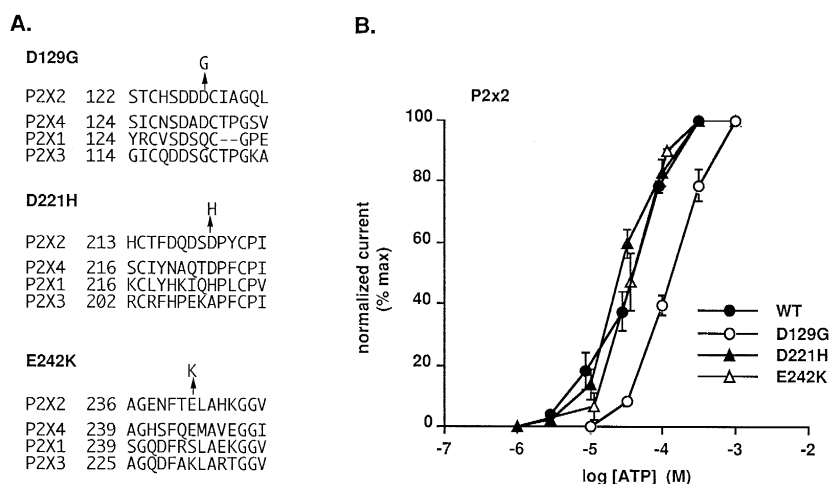 A.
D129G
G
P2X2 122 STCHSDDDCIAGQL
P2X4 124 SICNSDADCTPGSV
P2X1 124 YRCVSDSQC--GPE
P2X3 114 GICQDDSGCTPGKA
D221H
H
P2X2 213 HCTFDQDSDPYCPI
P2X4 216 SCIYNAQTDPFCPI
P2X1 216 KCLYHKIQHPLCPV
P2X3 202 RCRFHPEKAPFCPI
E242K
K
P2X2 236 AGENFTELAHKGGV
P2X4 239 AGHSFQEMAVEGGI
P2X1 239 SGQDFRSLAEKGGV
P2X3 225 AGQDFAKLARTGGV
B.
P2x2
normalized current
(% max)
100
80
60
40
20
0
-7 -6 -5 -4 -3 -2
log [ATP] (M)
WT
D129G
D221H
E242K